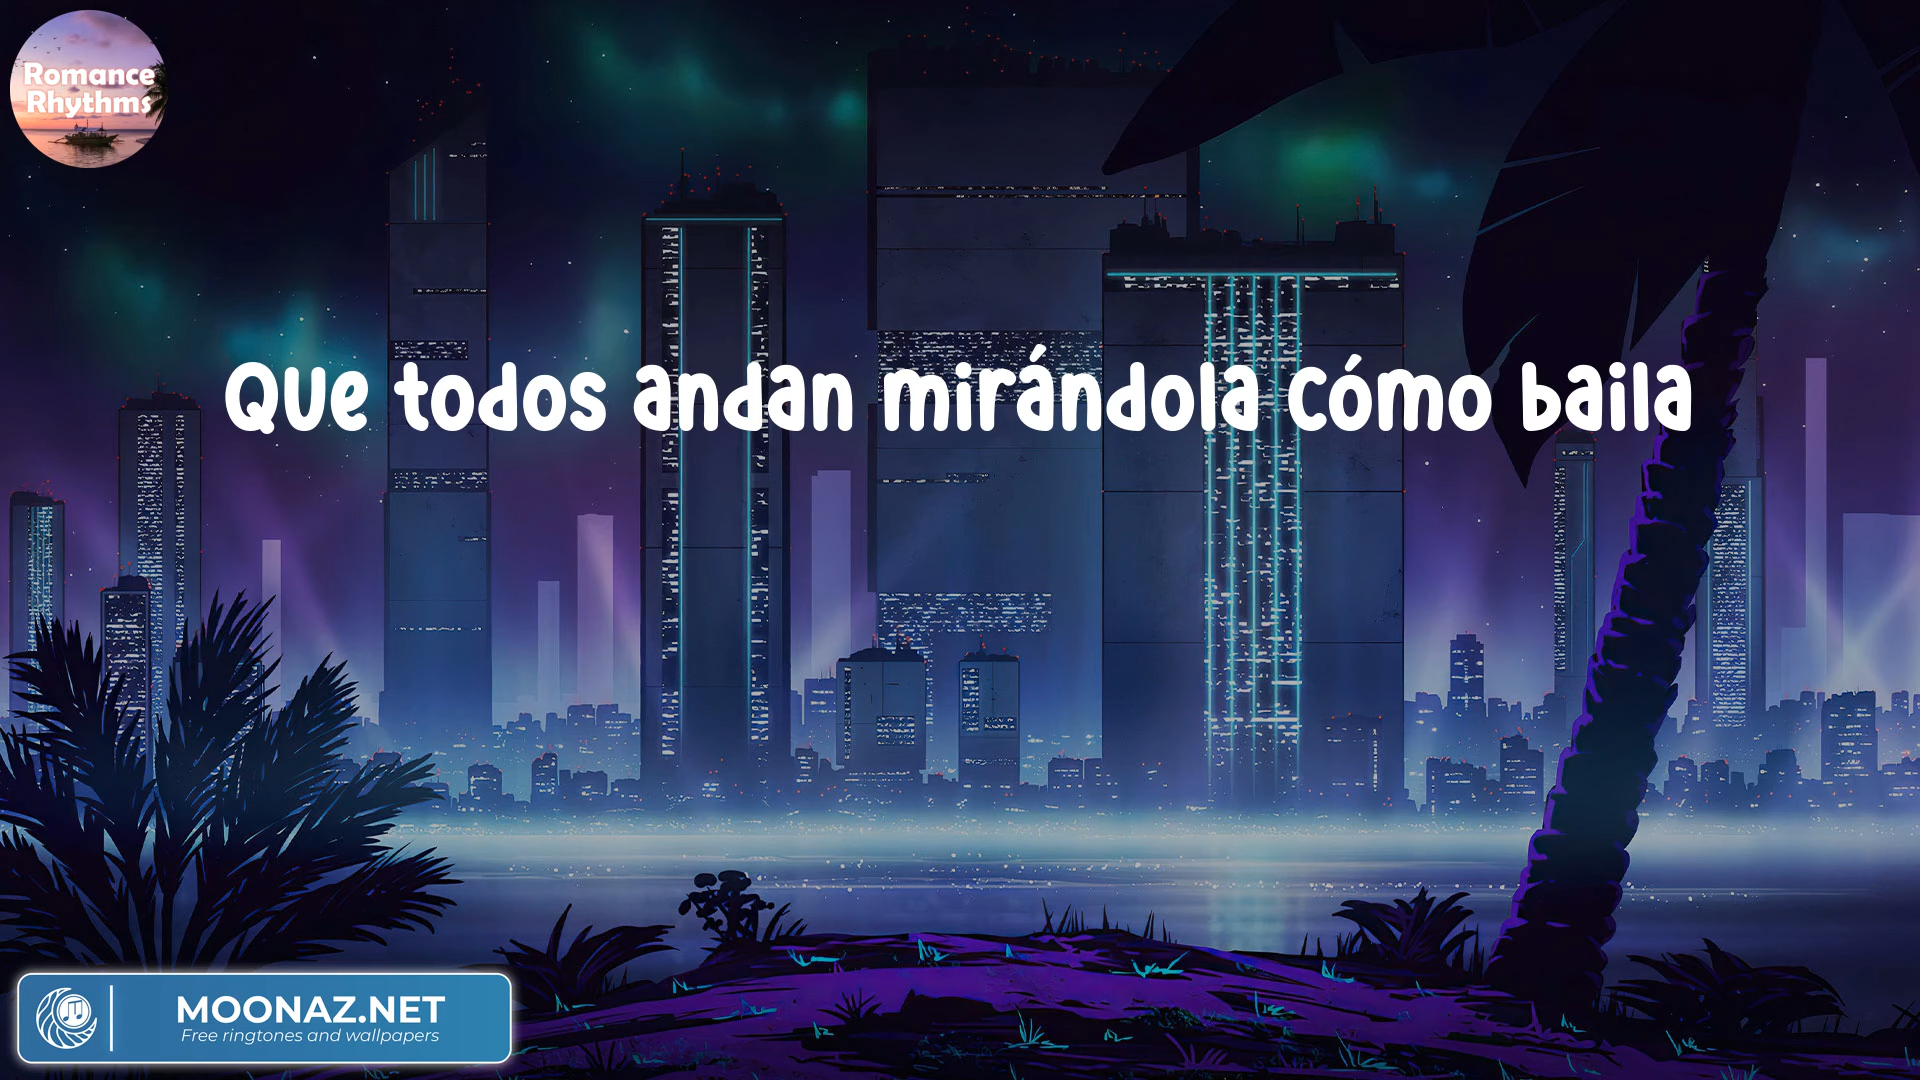 Romance
Rhythms
Que todos andan mirándola cómo baila
MOONAZ.NET
Free ringtones and wallpapers